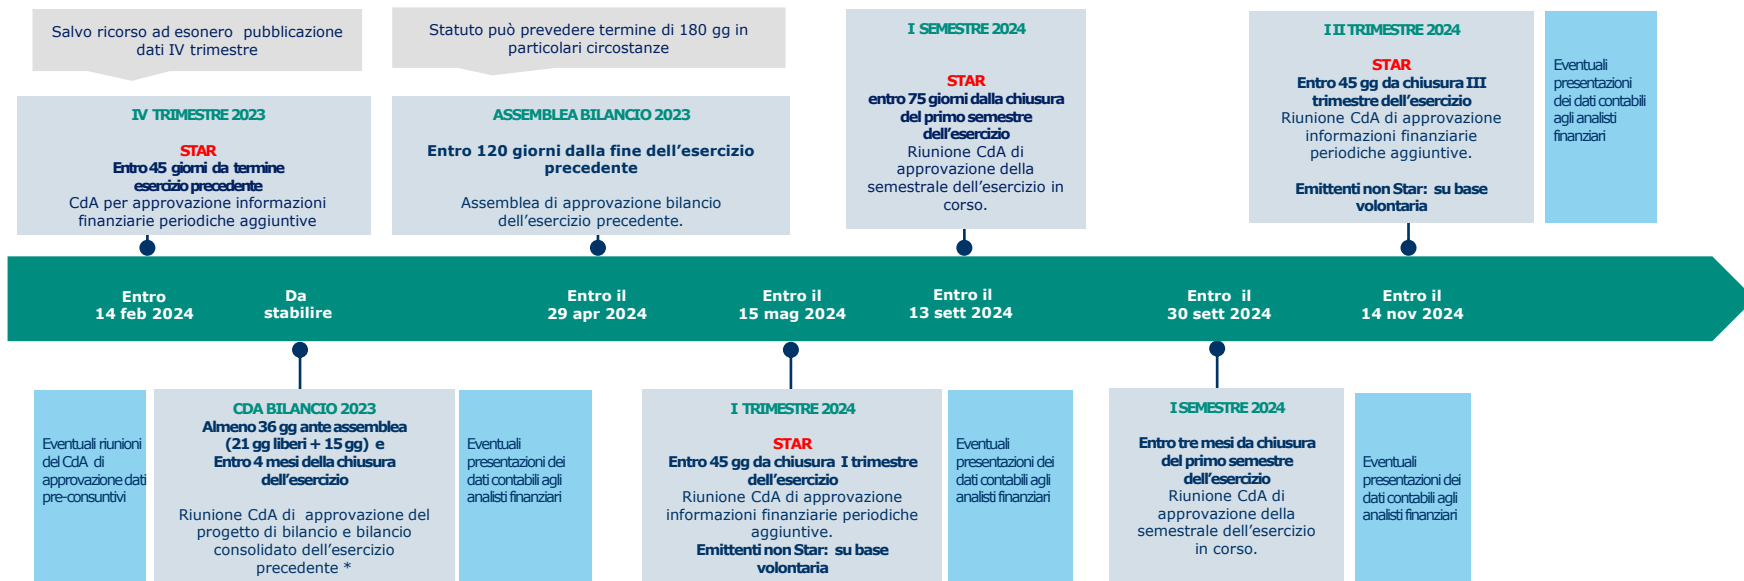 Salvo ricorso ad esonero pubblicazione
dati IV trimestre
Statuto può prevedere termine di 180 gg in
particolari circostanze
IV TRIMESTRE 2023
STAR
Entro 45 giorni da termine
esercizio precedente
CdA per approvazione informazioni
finanziarie periodiche aggiuntive
ASSEMBLEA BILANCIO 2023
Entro 120 giorni dalla fine dell'esercizio
precedente
Assemblea di approvazione bilancio
dell'esercizio precedente.
I SEMESTRE 2024
STAR
entro 75 giorni dalla chiusura
del primo semestre
dell'esercizio
Riunione CdA di
approvazione della
semestrale dell'esercizio in
corso.
III TRIMESTRE 2024
STAR
Entro 45 gg da chiusura III
trimestre dell'esercizio
Riunione CdA di approvazione
informazioni finanziarie
periodiche aggiuntive.
Emittenti non Star: su base
volontaria
Eventuali
presentazioni
dei dati contabili
agli analisti
finanziari
Entro
14 feb 2024
Da
stabilire
Entro il
29 apr 2024
Entro il
15 mag 2024
Entro il
13 sett 2024
Entro il
30 sett 2024
Entro il
14 nov 2024
Eventuali riunioni
del CdA di
approvazione dati
pre-consuntivi
CDA BILANCIO 2023
Almeno 36 gg ante assemblea
(21 gg liberi + 15 gg) e
Entro 4 mesi della chiusura
dell'esercizio
Riunione CdA di approvazione del
progetto di bilancio e bilancio
consolidato dell'esercizio
precedente *
Eventuali
presentazioni dei
dati contabili agli
analisti finanziari
I TRIMESTRE 2024
STAR
Entro 45 gg da chiusura I trimestre
dell'esercizio
Riunione CdA di approvazione
informazioni finanziarie periodiche
aggiuntive.
Emittenti non Star: su base
volontaria
Eventuali
presentazioni dei
dati contabili agli
analisti finanziari
I SEMESTRE 2024
Entro tre mesi da chiusura
del primo semestre
dell'esercizio
Riunione CdA di
approvazione della
semestrale dell'esercizio
in corso.
Eventuali
presentazioni dei
dati contabili agli
analisti finanziari